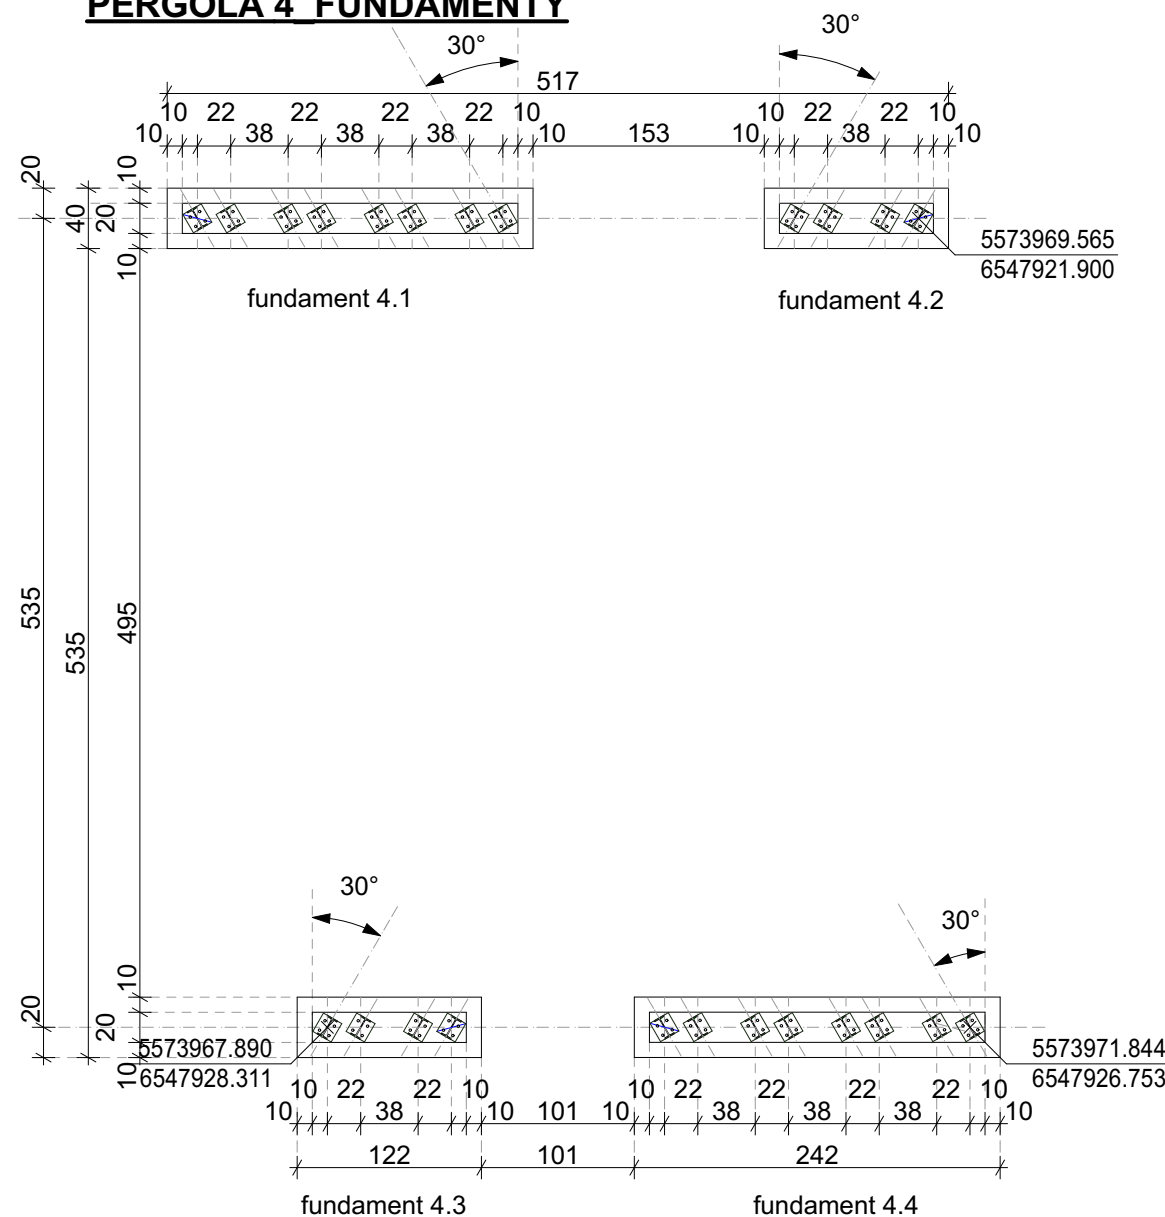 PERGOLA 4_FUNDAMENTY
30°
30°
517
10 22 22 22 22 10
10 22 22 10
10 38 38 38 10 153 10 38 10
20
10
40
20
10
5573969.565
6547921.900
fundament 4.1
fundament 4.2
535
535
495
30°
30°
20
10
20
10
5573967.890
6547928.311
5573971.844
6547926.753
10 22 22 10
10 22 22 22 22 10
10 38 10 101 10 38 38 38 10
122 101 242
fundament 4.3
fundament 4.4